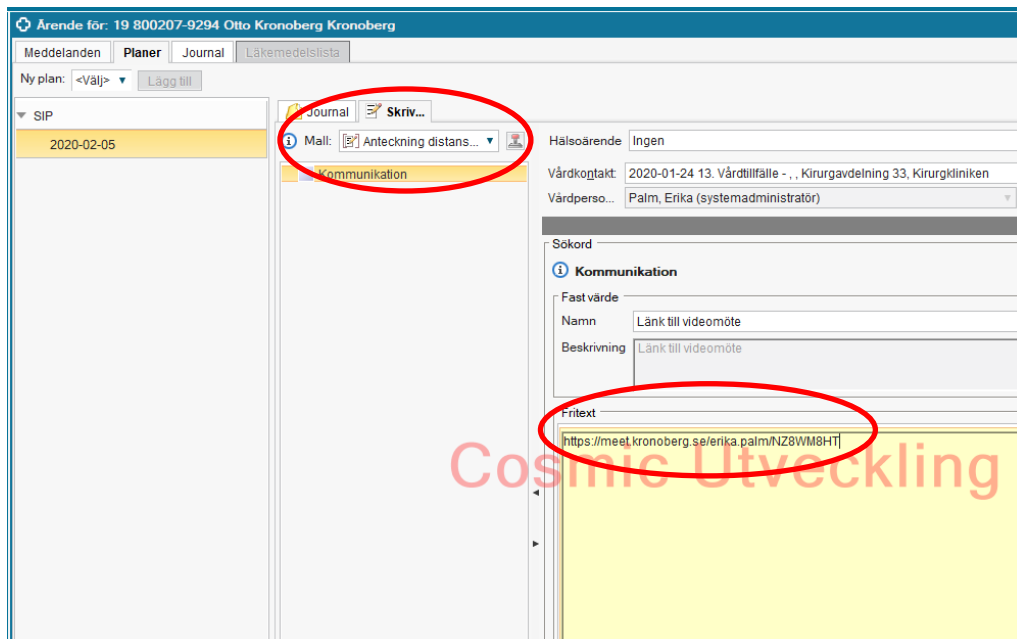 Ärende för: 19 800207-9294 Otto Kronoberg Kronoberg
Meddelanden Planer Journal Läkemedelslista
Ny plan: <Välj> Lägg till
SIP
2020-02-05
Journal Skriv...
Mall: Anteckning distans...
Kommunikation
Hälsoärende Ingen
Vårdkontakt: 2020-01-24 13. Vårdtillfälle - , , Kirurgavdelning 33, Kirurgkliniken
Vårdperso... Palm, Erika (systemadministratör)
Sökord
Kommunikation
Fast värde
Namn Länk till videomöte
Beskrivning Länk till videomöte
Fritext
https://meet.kronoberg.se/erika.palm/NZ8WM8HT
Cosmic Utveckling